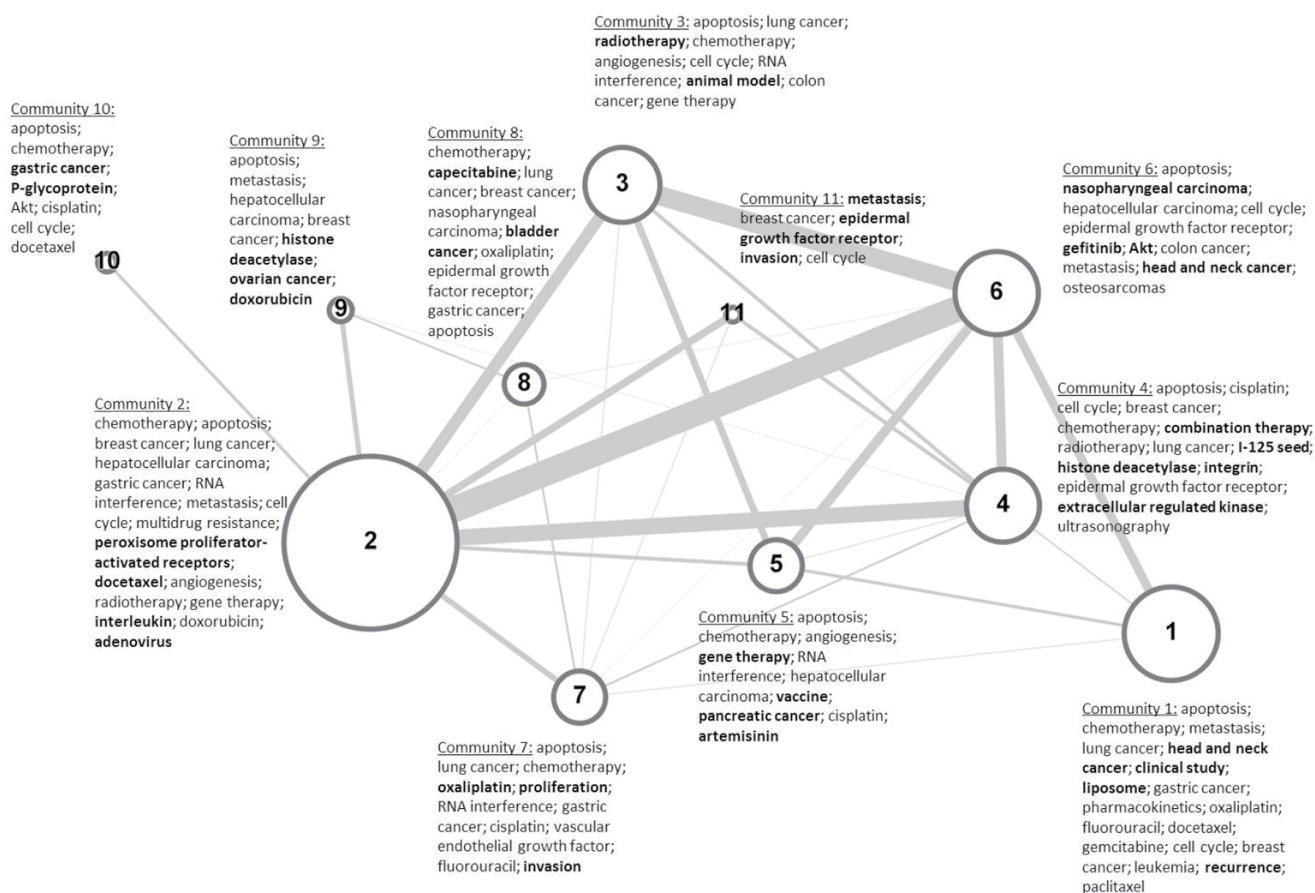 Community 3: apoptosis; lung cancer;
radiotherapy; chemotherapy;
angiogenesis; cell cycle; RNA
interference; animal model; colon
cancer; gene therapy
Community 10:
apoptosis;
chemotherapy;
gastric cancer;
P-glycoprotein;
Akt; cisplatin;
cell cycle;
docetaxel
Community 9:
apoptosis;
metastasis;
hepatocellular
carcinoma; breast
cancer; histone
deacetylase;
ovarian cancer;
doxorubicin
Community 8:
chemotherapy;
capecitabine; lung
cancer; breast cancer;
nasopharyngeal
carcinoma; bladder
cancer; oxaliplatin;
epidermal growth
factor receptor;
gastric cancer;
apoptosis
Community 11: metastasis;
breast cancer; epidermal
growth factor receptor;
invasion; cell cycle
Community 6: apoptosis;
nasopharyngeal carcinoma;
hepatocellular carcinoma; cell cycle;
epidermal growth factor receptor;
gefitinib; Akt; colon cancer;
metastasis; head and neck cancer;
osteosarcomas
3
10
9
11
6
8
Community 2:
chemotherapy; apoptosis;
breast cancer; lung cancer;
hepatocellular carcinoma;
gastric cancer; RNA
interference; metastasis; cell
cycle; multidrug resistance;
peroxisome proliferator-
activated receptors;
docetaxel; angiogenesis;
radiotherapy; gene therapy;
interleukin; doxorubicin;
adenovirus
Community 4: apoptosis; cisplatin;
cell cycle; breast cancer;
chemotherapy; combination therapy;
radiotherapy; lung cancer; I-125 seed;
histone deacetylase; integrin;
epidermal growth factor receptor;
extracellular regulated kinase;
ultrasonography
2
4
5
1
7
Community 5: apoptosis;
chemotherapy; angiogenesis;
gene therapy; RNA
interference; hepatocellular
carcinoma; vaccine;
pancreatic cancer; cisplatin;
artemisinin
Community 7: apoptosis;
lung cancer; chemotherapy;
oxaliplatin; proliferation;
RNA interference; gastric
cancer; cisplatin; vascular
endothelial growth factor;
fluorouracil; invasion
Community 1: apoptosis;
chemotherapy; metastasis;
lung cancer; head and neck
cancer; clinical study;
liposome; gastric cancer;
pharmacokinetics; oxaliplatin;
fluorouracil; docetaxel;
gemcitabine; cell cycle; breast
cancer; leukemia; recurrence;
paclitaxel